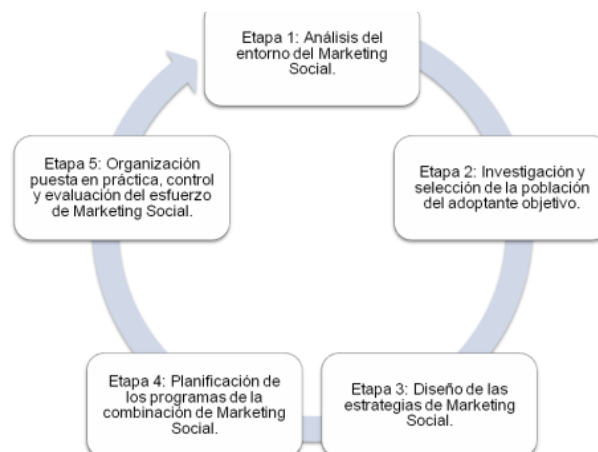 Etapa 1: Análisis del
entorno del Marketing
Social.
Etapa 2: Investigación y
selección de la población
del adoptante objetivo.
Etapa 3: Diseño de las
estrategias de Marketing
Social.
Etapa 4: Planificación de
los programas de la
combinación de Marketing
Social.
Etapa 5: Organización
puesta en práctica, control
y evaluación del esfuerzo
de Marketing Social.